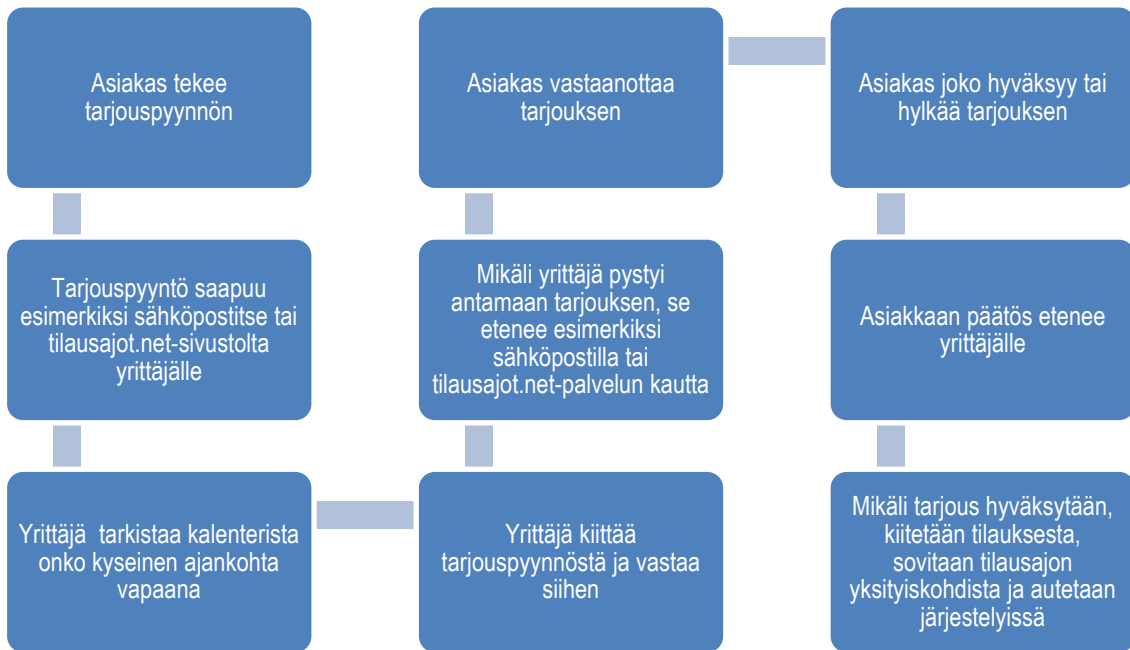 Asiakas tekee
tarjouspyynnön
Tarjouspyyntö saapuu
esimerkiksi sähköpostitse tai
tilausajot.net-sivustolta
yrittäjälle
Yrittäjä tarkistaa kalenterista
onko kyseinen ajankohta
vapaana
Yrittäjä kiittää
tarjouspyynnöstä ja vastaa
siihen
Mikäli yrittäjä pystyi
antamaan tarjouksen, se
etenee esimerkiksi
sähköpostilla tai
tilausajot.net-palvelun kautta
Asiakas vastaanottaa
tarjouksen
Asiakas joko hyväksyy tai
hylkää tarjouksen
Asiakkaan päätös etenee
yrittäjälle
Mikäli tarjous hyväksytään,
kiitetään tilauksesta,
sovitaan tilausajon
yksityiskohdista ja autetaan
järjestelyissä